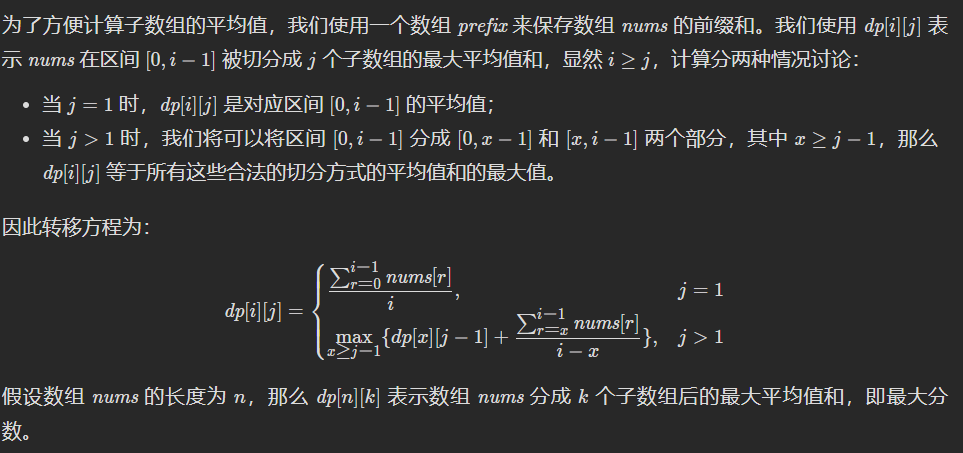 为了方便计算子数组的平均值，我们使用一个数组 prefix 来保存数组 nums 的前缀和。我们使用 dp[i][j] 表
示 nums 在区间 [0, i − 1] 被切分成 j 个子数组的最大平均值和，显然 i ≥ j，计算分两种情况讨论：
• 当 j = 1 时，dp[i][j] 是对应区间 [0, i − 1] 的平均值；
• 当 j > 1 时，我们将可以将区间 [0, i − 1] 分成 [0, x − 1] 和 [x, i − 1] 两个部分，其中 x ≥ j − 1，那么
dp[i][j] 等于所有这些合法的切分方式的平均值和的最大值。
因此转移方程为：
dp[i][j] = { \frac{\sum_{r=0}^{i−1} nums[r]}{i}, j = 1
\max_{x≥j−1} {dp[x][j − 1] + \frac{\sum_{r=x}^{i−1} nums[r]}{i − x}}, j > 1
假设数组 nums 的长度为 n，那么 dp[n][k] 表示数组 nums 分成 k 个子数组后的最大平均值和，即最大分
数。